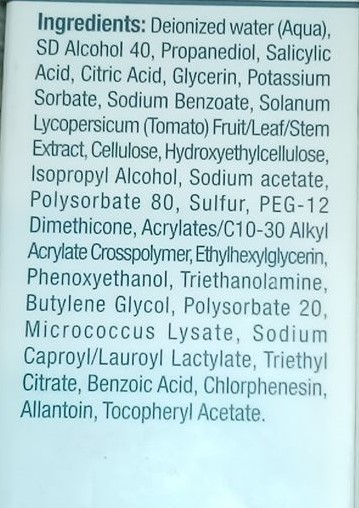 Ingredients: Deionized water (Aqua),
SD Alcohol 40, Propanediol, Salicylic
Acid, Citric Acid, Glycerin, Potassium
Sorbate, Sodium Benzoate, Solanum
Lycopersicum (Tomato) Fruit/Leaf/Stem
Extract, Cellulose, Hydroxyethylcellulose,
Isopropyl Alcohol, Sodium acetate,
Polysorbate 80, Sulfur, PEG-12
Dimethicone, Acrylates/C10-30 Alkyl
Acrylate Crosspolymer, Ethylhexylglycerin,
Phenoxyethanol, Triethanolamine,
Butylene Glycol, Polysorbate 20,
Micrococcus Lysate, Sodium
Caproyl/Lauroyl Lactylate, Triethyl
Citrate, Benzoic Acid, Chlorphenesin,
Allantoin, Tocopheryl Acetate.